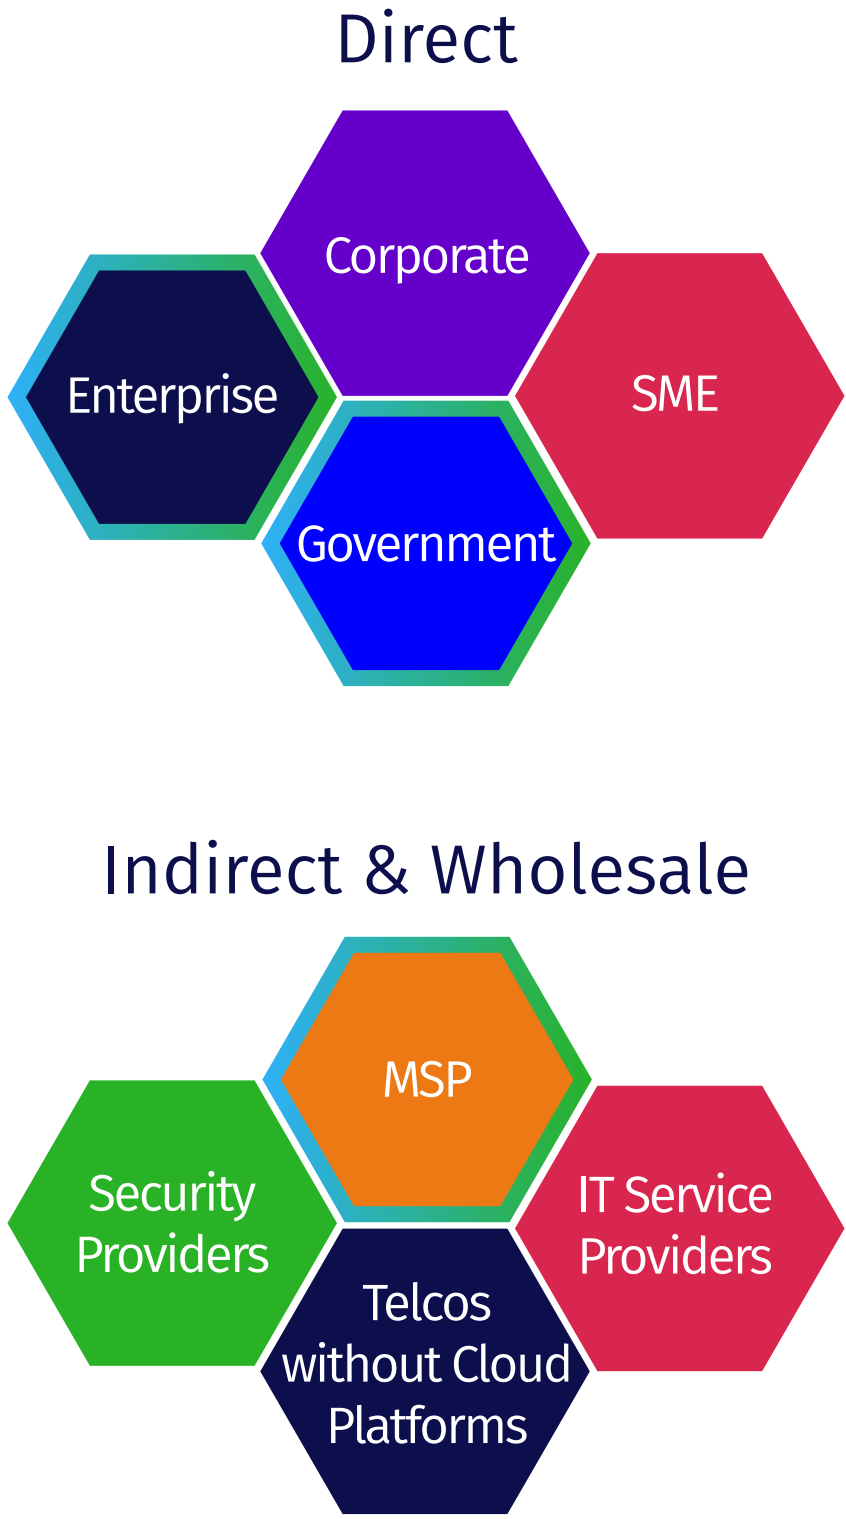 Direct
Corporate
Enterprise
SME
Government
Indirect & Wholesale
MSP
Security
Providers
IT Service
Providers
Telcos
without Cloud
Platforms